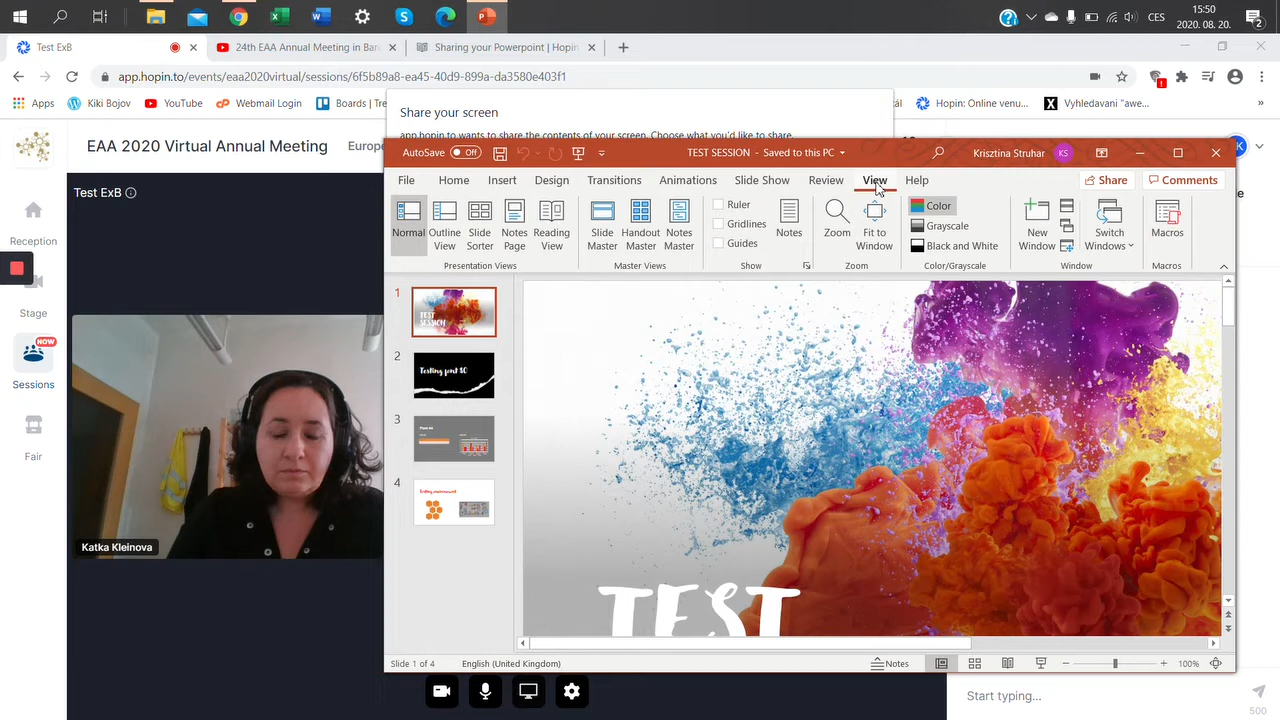 15:50
CES
2020. 08. 20.
2
Test ExB
24th EAA Annual Meeting in Bar
Sharing your Powerpoint | Hopin
app.hopin.to/events/eaa2020virtual/sessions/6f5b89a8-ea45-40d9-899a-da3580e403f1
Apps
Kiki Bojov
YouTube
Webmail Login
Boards | Tre
Hopin: Online venu...
Vyhledavani "awe...
»
Share your screen
app.hopin.to wants to share the contents of your screen. Choose what you'd like to share.
EAA 2020 Virtual Annual Meeting
Europe
K
Test ExB
Reception
Stage
NOW
Sessions
Fair
Katka Kleinova
AutoSave
Off
TEST SESSION - Saved to this PC
Krisztina Struhar
KS
File
Home
Insert
Design
Transitions
Animations
Slide Show
Review
View
Help
Share
Comments
Normal
Outline View
Slide Sorter
Notes Page
Reading View
Slide Master
Handout Master
Notes Master
Ruler
Gridlines
Guides
Notes
Zoom
Fit to Window
Color
Grayscale
Black and White
New Window
Switch Windows
Macros
Presentation Views
Master Views
Show
Zoom
Color/Grayscale
Window
Macros
1
TEST
SESSION
2
3
4
TEST
Slide 1 of 4
English (United Kingdom)
Notes
100%
Start typing...
500